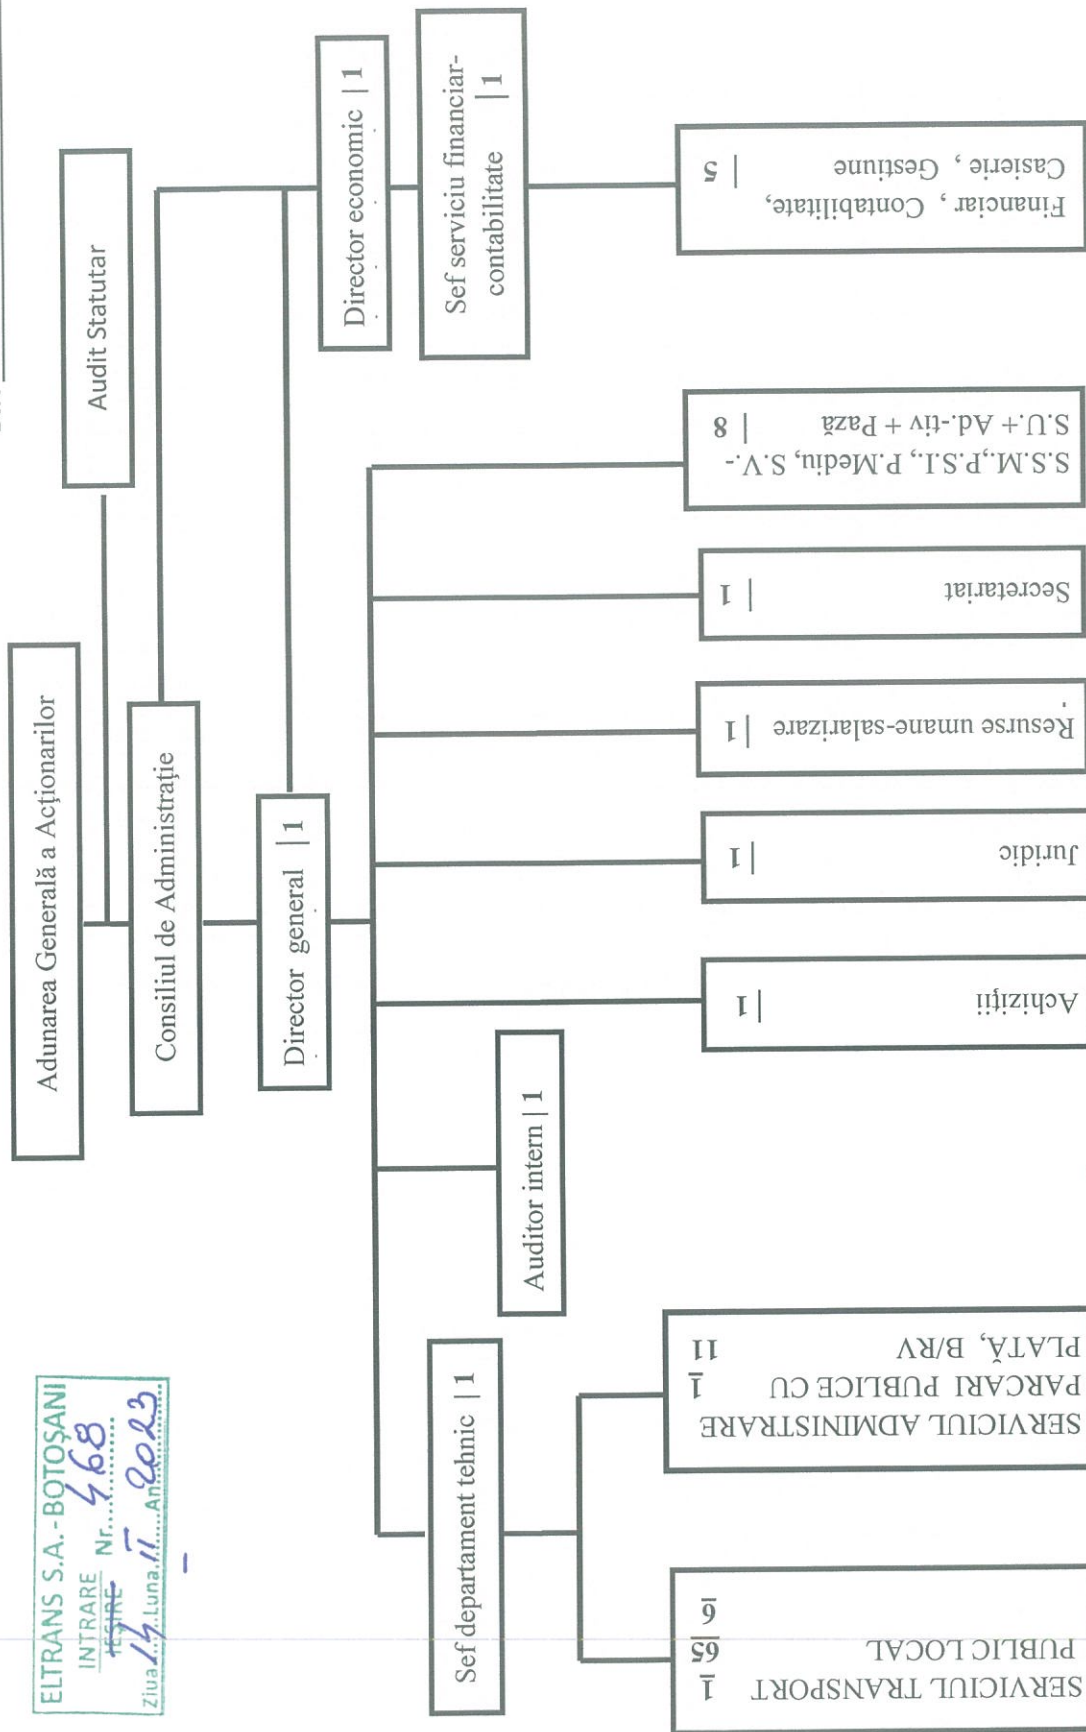 ELTRANS S.A.-BOTOȘANI
INTRARE Nr....468....
IEȘIRE
Ziua 14 Luna II An 2023
Adunarea Generală a Acționarilor
Audit Statutar
Consiliul de Administrație
Director general | 1
Director economic | 1
Sef serviciu financiar-
contabilitate | 1
Sef departament tehnic | 1
Auditor intern | 1
SERVICIUL TRANSPORT 1
PUBLIC LOCAL 65
6
SERVICIUL ADMINISTRARE
PARCARI PUBLICE CU 1
PLATĂ, B/RV 11
Achiziții | 1
Juridic | 1
Resurse umane-salarizare | 1
Secretariat | 1
S.S.M.,P.S.I., P.Mediu, S.V.-
S.U.+ Ad.-tiv + Pază | 8
Financiar , Contabilitate,
Casierie , Gestiune | 5